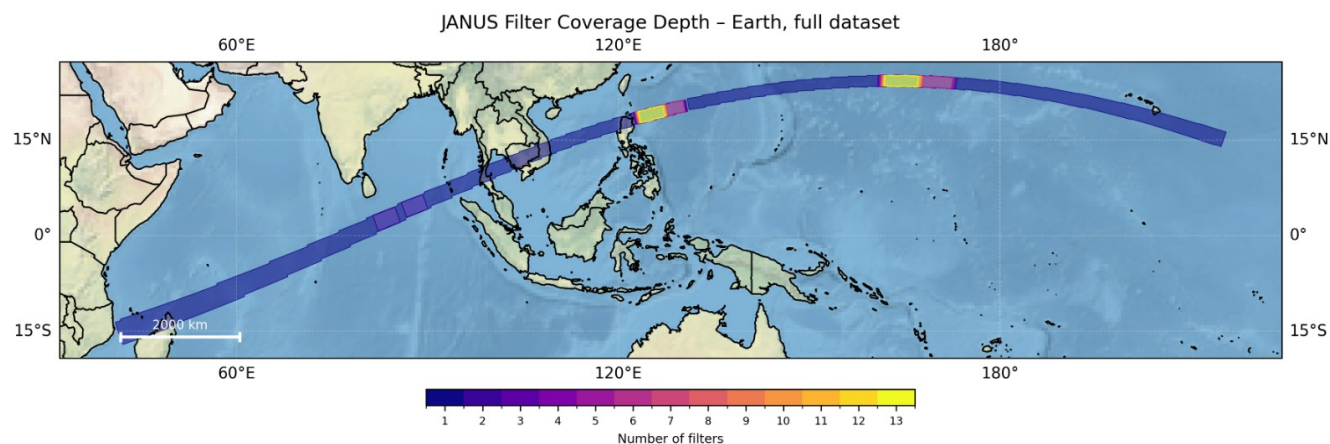 JANUS Filter Coverage Depth – Earth, full dataset
60°E 120°E 180°
15°N 15°N
0° 0°
15°S 15°S
2000 km
60°E 120°E 180°
1 2 3 4 5 6 7 8 9 10 11 12 13
Number of filters